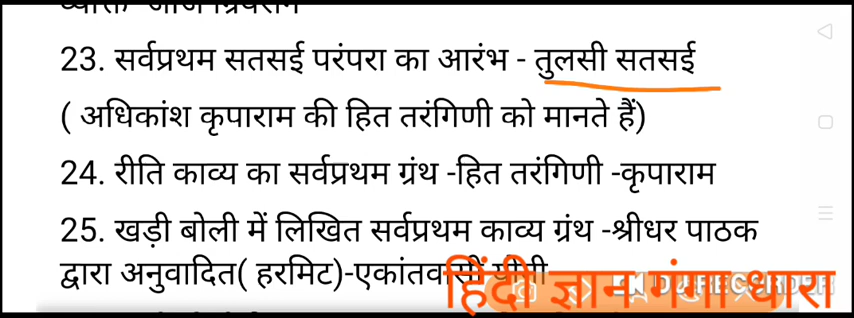 23. सर्वप्रथम सतसई परंपरा का आरंभ - तुलसी सतसई
( अधिकांश कृपाराम की हित तरंगिणी को मानते हैं)
24. रीति काव्य का सर्वप्रथम ग्रंथ -हित तरंगिणी -कृपाराम
25. खड़ी बोली में लिखित सर्वप्रथम काव्य ग्रंथ -श्रीधर पाठक
द्वारा अनुवादित( हरमिट)-एकांतवासी योगी
हिंदी ज्ञान गंगा धारा